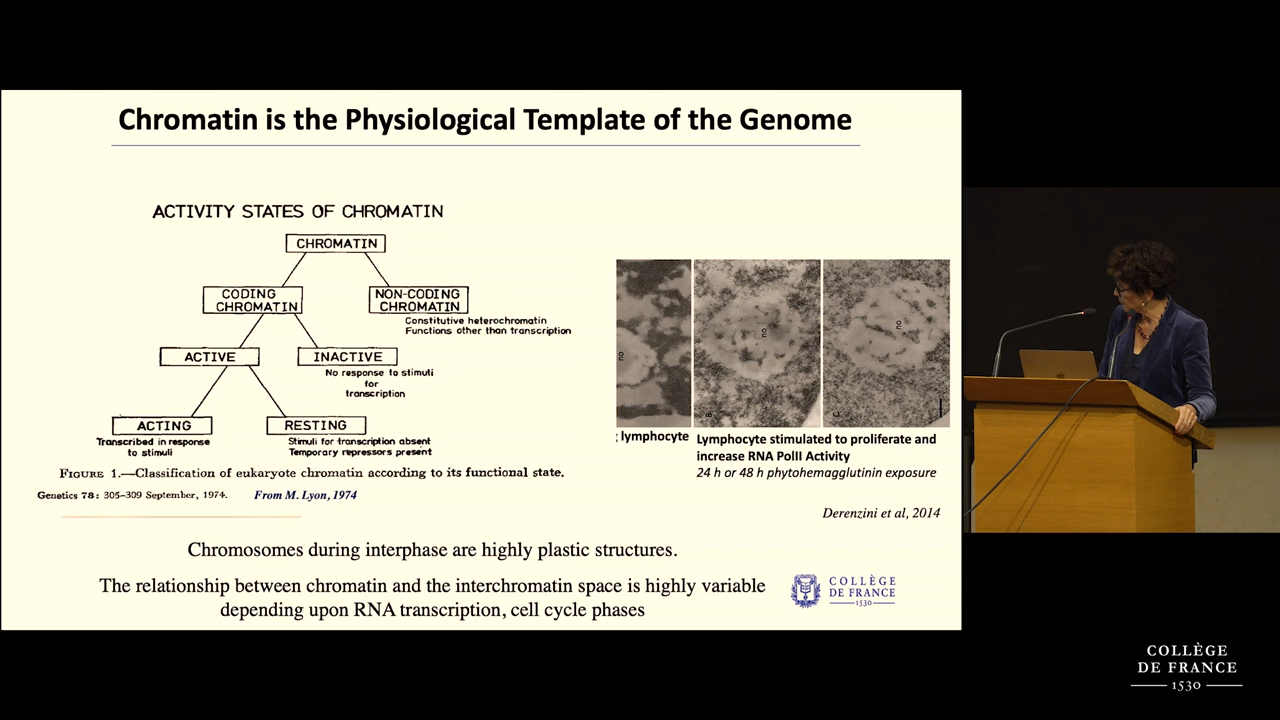 Chromatin is the Physiological Template of the Genome
ACTIVITY STATES OF CHROMATIN
CHROMATIN
CODING
CHROMATIN
NON-CODING
CHROMATIN
Constitutive heterochromatin
Functions other than transcription
ACTIVE
INACTIVE
No response to stimuli
for
transcription
ACTING
RESTING
Transcribed in response
to stimuli
Stimuli for transcription absent
Temporary repressors present
FIGURE 1.—Classification of eukaryote chromatin according to its functional state.
Genetics 78: 305-309 September, 1974.
From M. Lyon, 1974
no
no
no
lymphocyte
Lymphocyte stimulated to proliferate and
increase RNA PolII Activity
24 h or 48 h phytohemagglutinin exposure
Derenzini et al, 2014
Chromosomes during interphase are highly plastic structures.
The relationship between chromatin and the interchromatin space is highly variable
depending upon RNA transcription, cell cycle phases
COLLÈGE
DE FRANCE
1530
COLLÈGE
DE FRANCE
1530